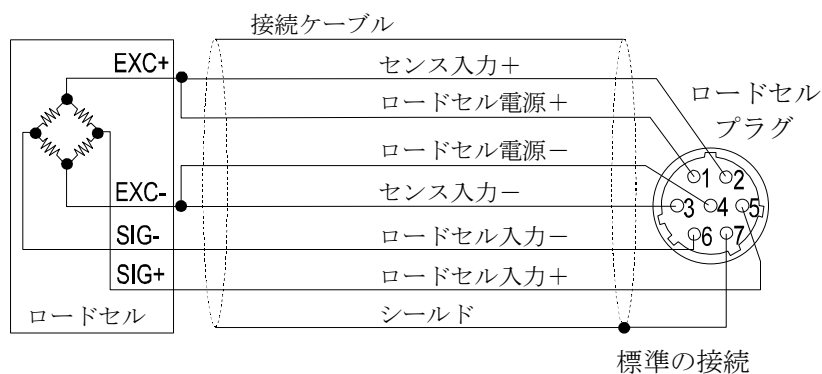 接続ケーブル
EXC+
センス入力＋
ロードセル電源＋
ロードセル
プラグ
ロードセル電源－
EXC-
センス入力－
SIG-
ロードセル入力－
SIG+
ロードセル入力＋
ロードセル
シールド
1 2
3 4 5
6 7
標準の接続